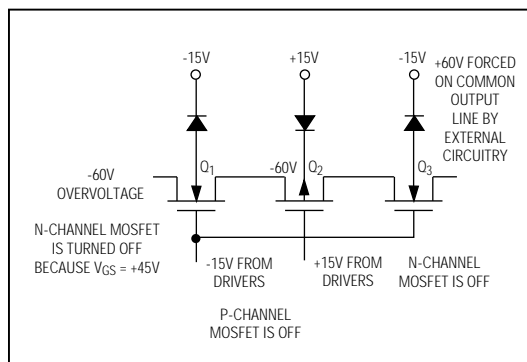 -15V
+15V
-15V
+60V FORCED
ON COMMON
OUTPUT
LINE BY
EXTERNAL
CIRCUITRY
Q1
-60V
Q2
Q3
-60V
OVERVOLTAGE
N-CHANNEL MOSFET
IS TURNED OFF
BECAUSE VGS = +45V
-15V FROM
DRIVERS
+15V FROM
DRIVERS
N-CHANNEL
MOSFET IS OFF
P-CHANNEL
MOSFET IS OFF